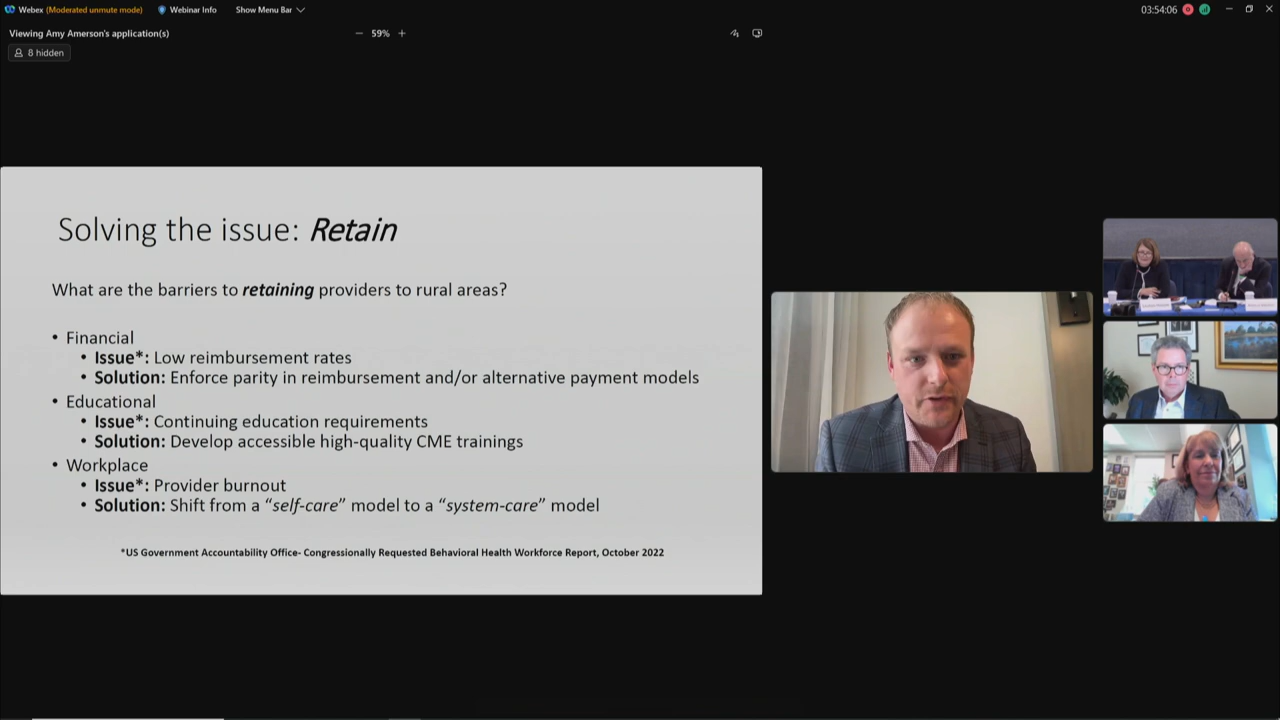 Webex (Moderated unmute mode) Webinar Info Show Menu Bar 03:54:06
Viewing Amy Amerson's application(s) 59%
8 hidden
Solving the issue: Retain
What are the barriers to retaining providers to rural areas?
• Financial
• Issue*: Low reimbursement rates
• Solution: Enforce parity in reimbursement and/or alternative payment models
• Educational
• Issue*: Continuing education requirements
• Solution: Develop accessible high-quality CME trainings
• Workplace
• Issue*: Provider burnout
• Solution: Shift from a “self-care” model to a “system-care” model
*US Government Accountability Office- Congressionally Requested Behavioral Health Workforce Report, October 2022